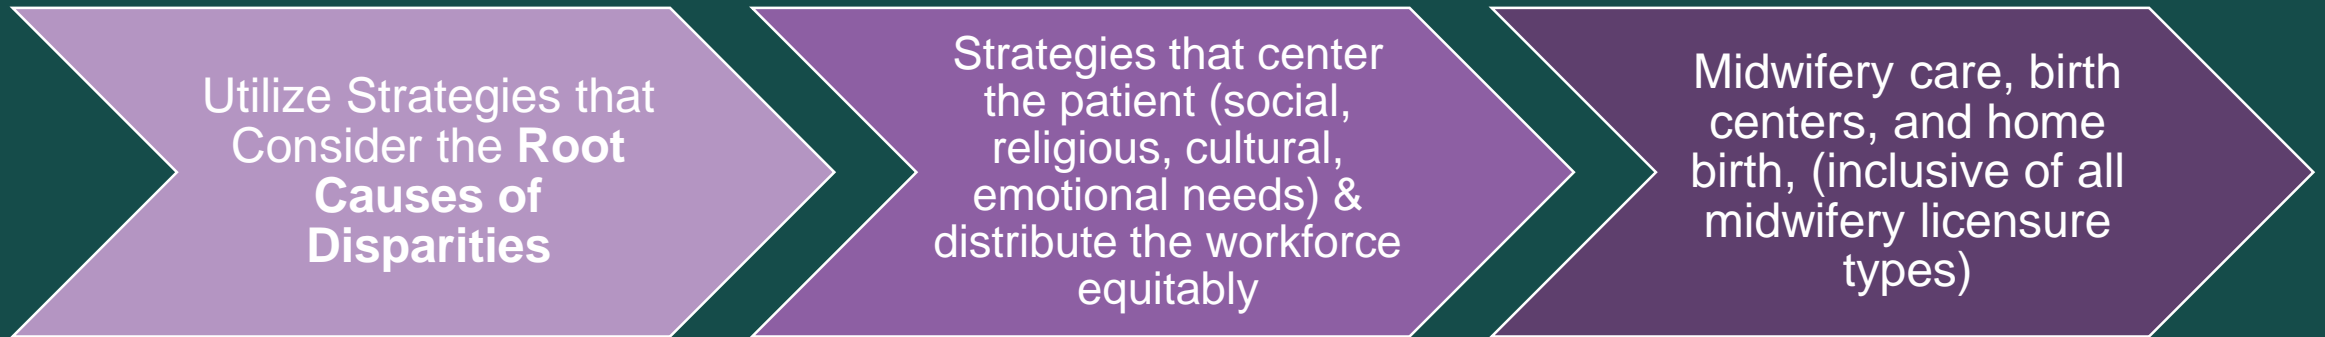 Utilize Strategies that
Consider the Root
Causes of
Disparities
Strategies that center
the patient (social,
religious, cultural,
emotional needs) &
distribute the workforce
equitably
Midwifery care, birth
centers, and home
birth, (inclusive of all
midwifery licensure
types)